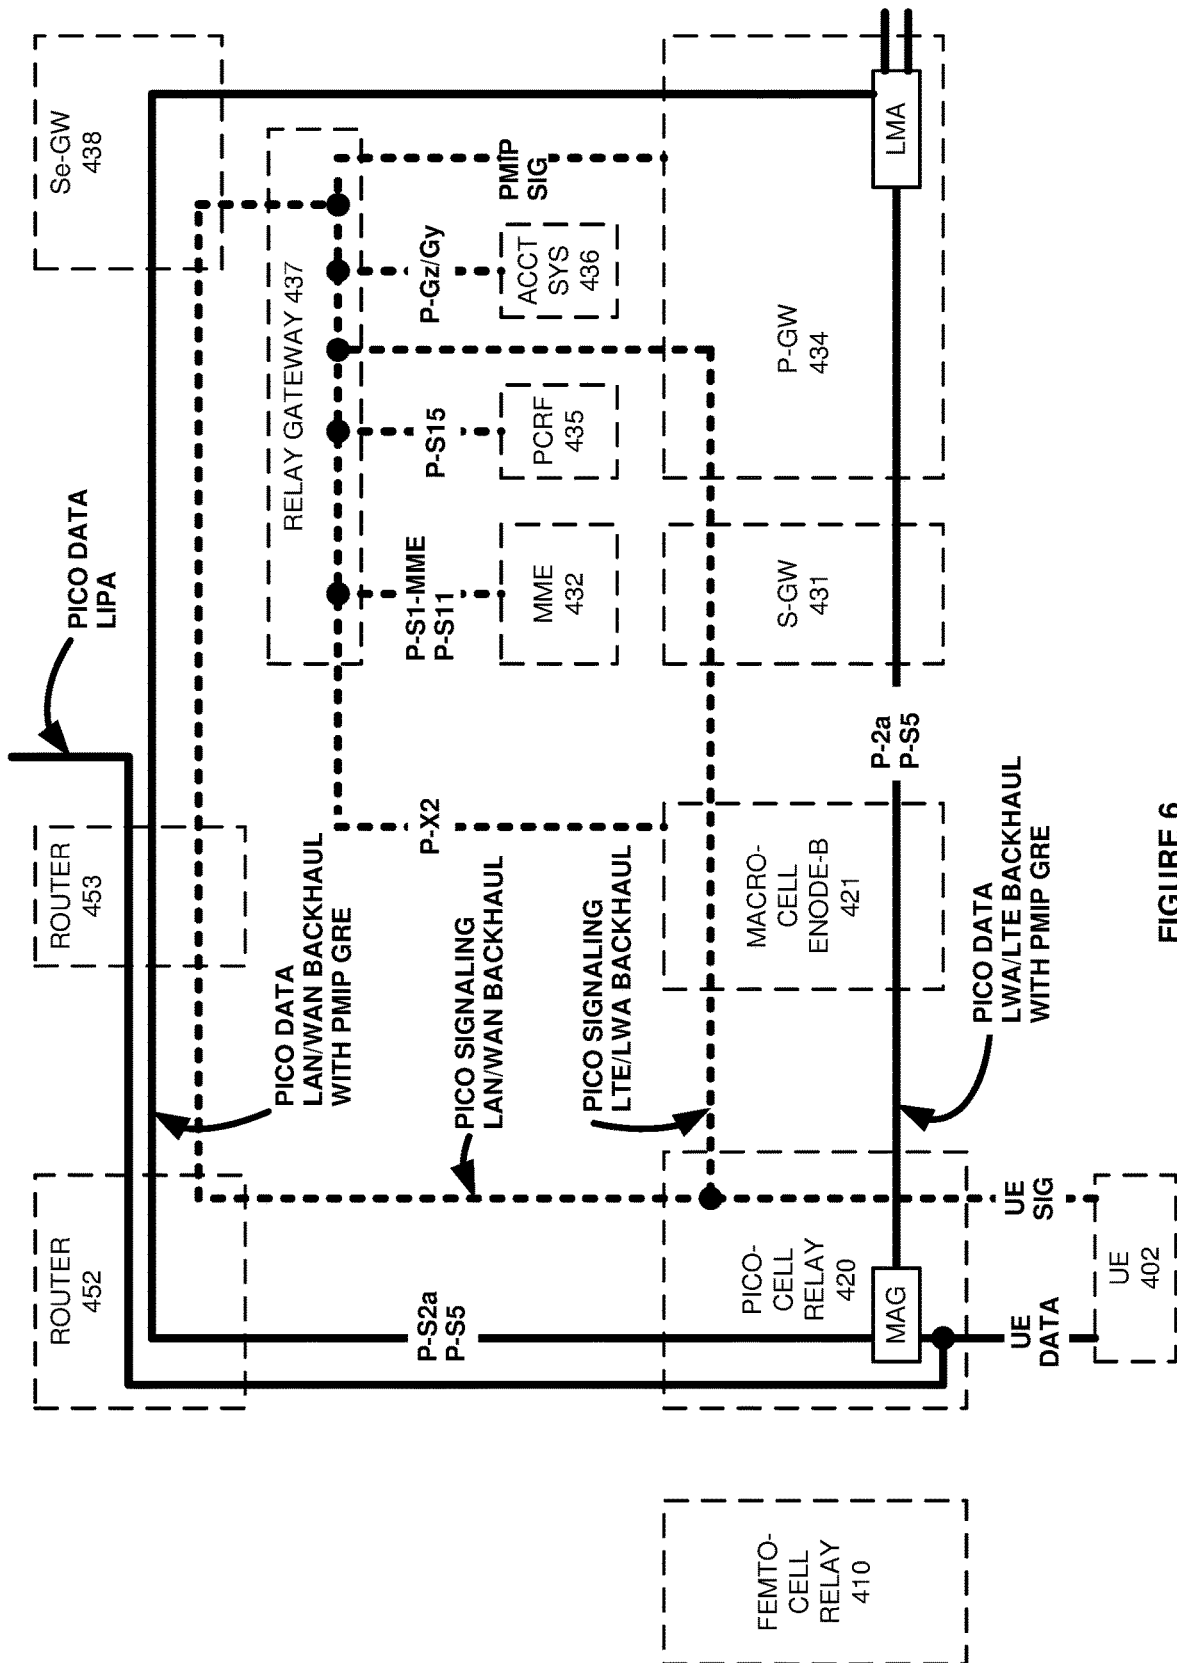 ROUTER
452
ROUTER
453
PICO DATA
LIPA
Se-GW
438
PICO DATA
LAN/WAN BACKHAUL
WITH PMIP GRE
RELAY GATEWAY 437
P-S2a
P-S5
PICO SIGNALING
LAN/WAN BACKHAUL
P-X2
P-S1-MME
P-S11
P-S15
P-Gz/Gy
PMIP
SIG
PICO SIGNALING
LTE/LWA BACKHAUL
MME
432
PCRF
435
ACCT
SYS
436
FEMTO-
CELL
RELAY
410
PICO-
CELL
RELAY
420
MACRO-
CELL
ENODE-B
421
S-GW
431
P-GW
434
MAG
P-2a
P-S5
LMA
UE
DATA
UE
SIG
PICO DATA
LWA/LTE BACKHAUL
WITH PMIP GRE
UE
402
FIGURE 6